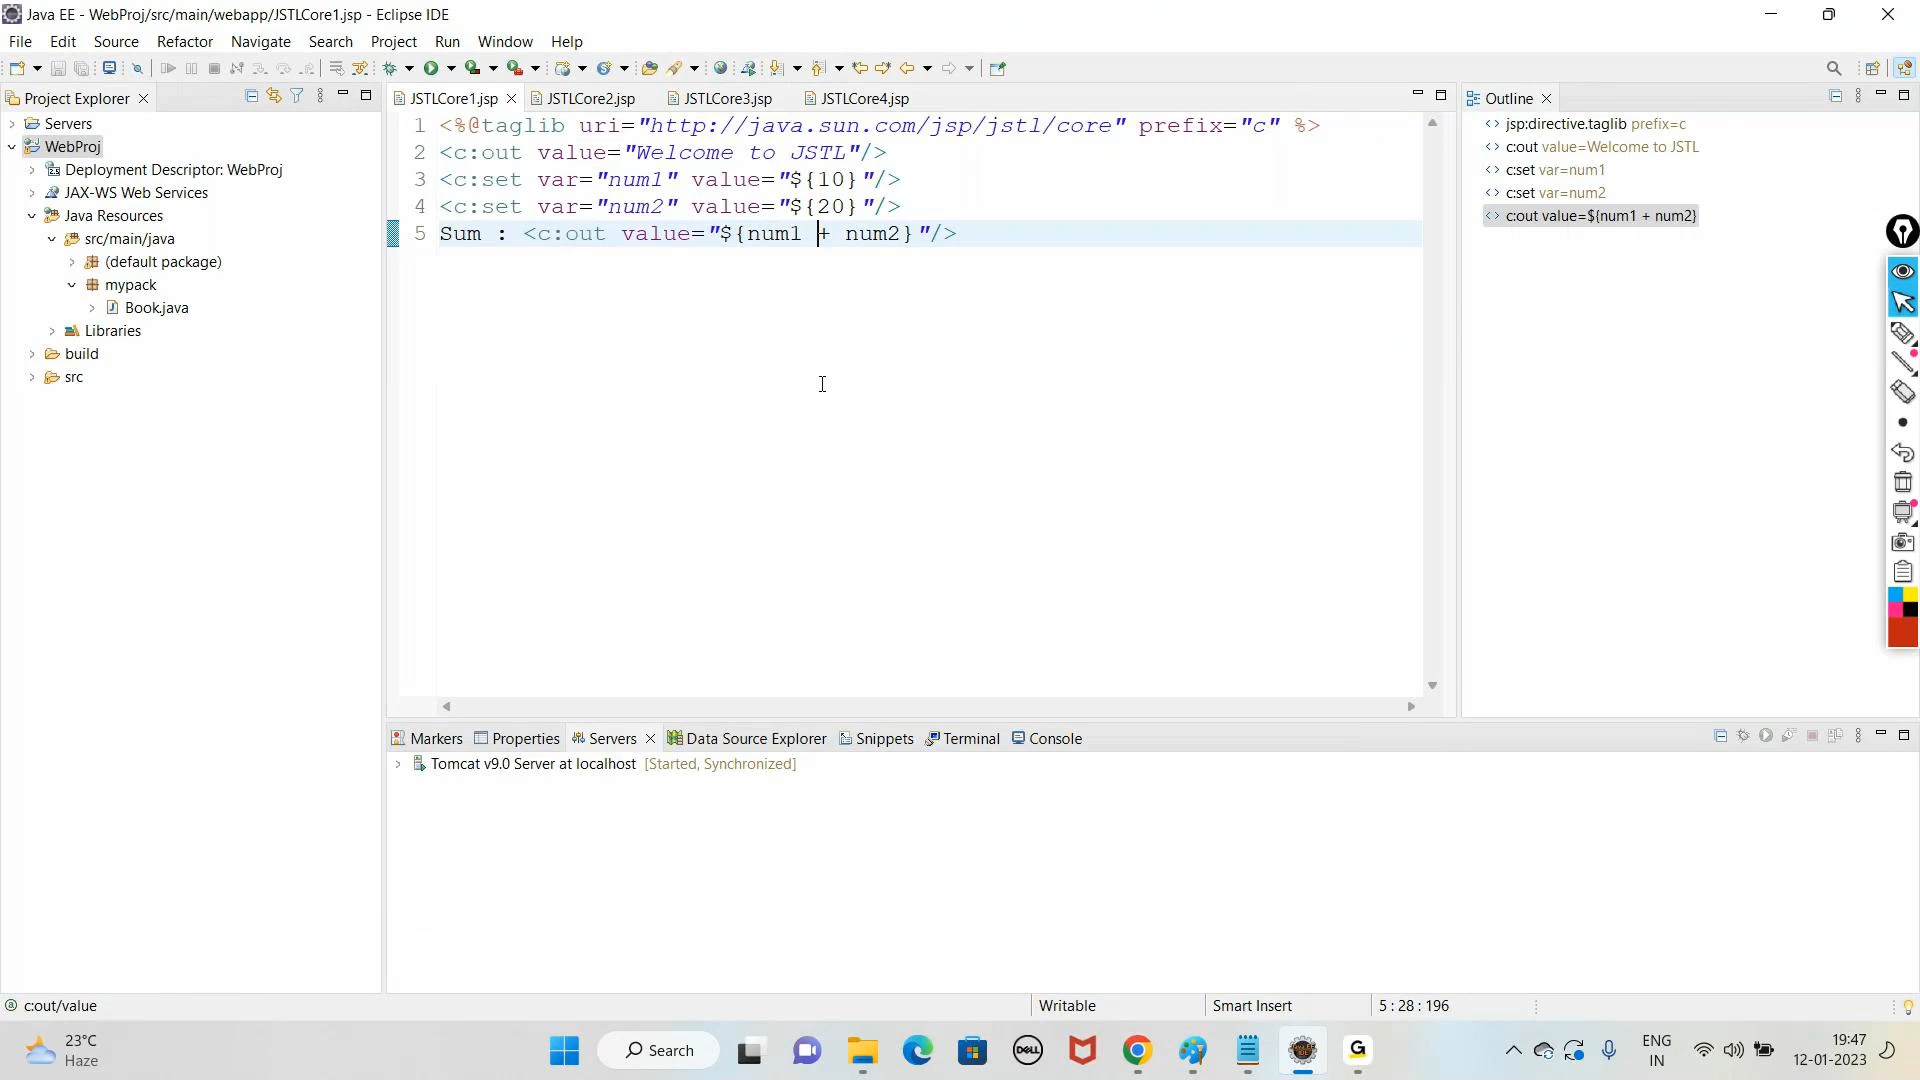 Java EE - WebProj/src/main/webapp/JSTLCore1.jsp - Eclipse IDE
File Edit Source Refactor Navigate Search Project Run Window Help
Project Explorer
Servers
WebProj
Deployment Descriptor: WebProj
JAX-WS Web Services
Java Resources
src/main/java
(default package)
mypack
Book.java
Libraries
build
src
JSTLCore1.jsp JSTLCore2.jsp JSTLCore3.jsp JSTLCore4.jsp
1 <%@taglib uri="http://java.sun.com/jsp/jstl/core" prefix="c" %>
2 <c:out value="Welcome to JSTL"/>
3 <c:set var="num1" value="${10}"/>
4 <c:set var="num2" value="${20}"/>
5 Sum : <c:out value="${num1 + num2}"/>
Outline
jsp:directive.taglib prefix=c
c:out value=Welcome to JSTL
c:set var=num1
c:set var=num2
c:out value=${num1 + num2}
Markers Properties Servers Data Source Explorer Snippets Terminal Console
Tomcat v9.0 Server at localhost [Started, Synchronized]
c:out/value Writable Smart Insert 5 : 28 : 196
23°C
Haze
Search
DELL
G
ENG
IN
19:47
12-01-2023